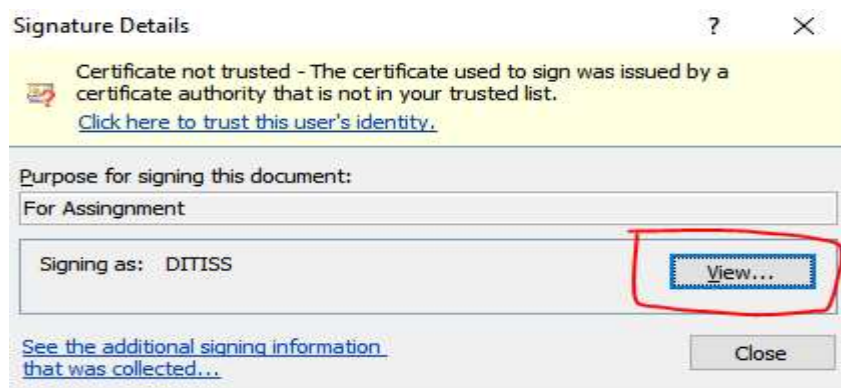 Signature Details ? ×
Certificate not trusted - The certificate used to sign was issued by a
certificate authority that is not in your trusted list.
Click here to trust this user's identity.
Purpose for signing this document:
For Assingnment
Signing as: DITISS
View...
See the additional signing information
that was collected...
Close